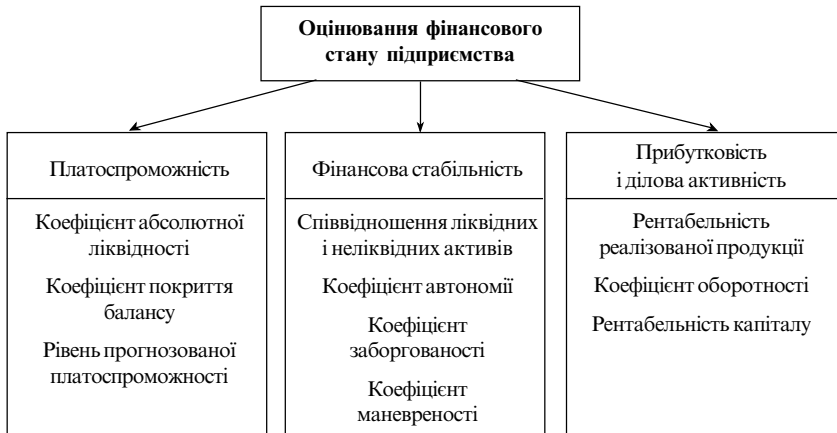 Оцінювання фінансового
стану підприємства
Платоспроможність
Коефіцієнт абсолютної
ліквідності
Коефіцієнт покриття
балансу
Рівень прогнозованої
платоспроможності
Фінансова стабільність
Співвідношення ліквідних
і неліквідних активів
Коефіцієнт автономії
Коефіцієнт
заборгованості
Коефіцієнт
маневреності
Прибутковість
і ділова активність
Рентабельність
реалізованої продукції
Коефіцієнт оборотності
Рентабельність капіталу